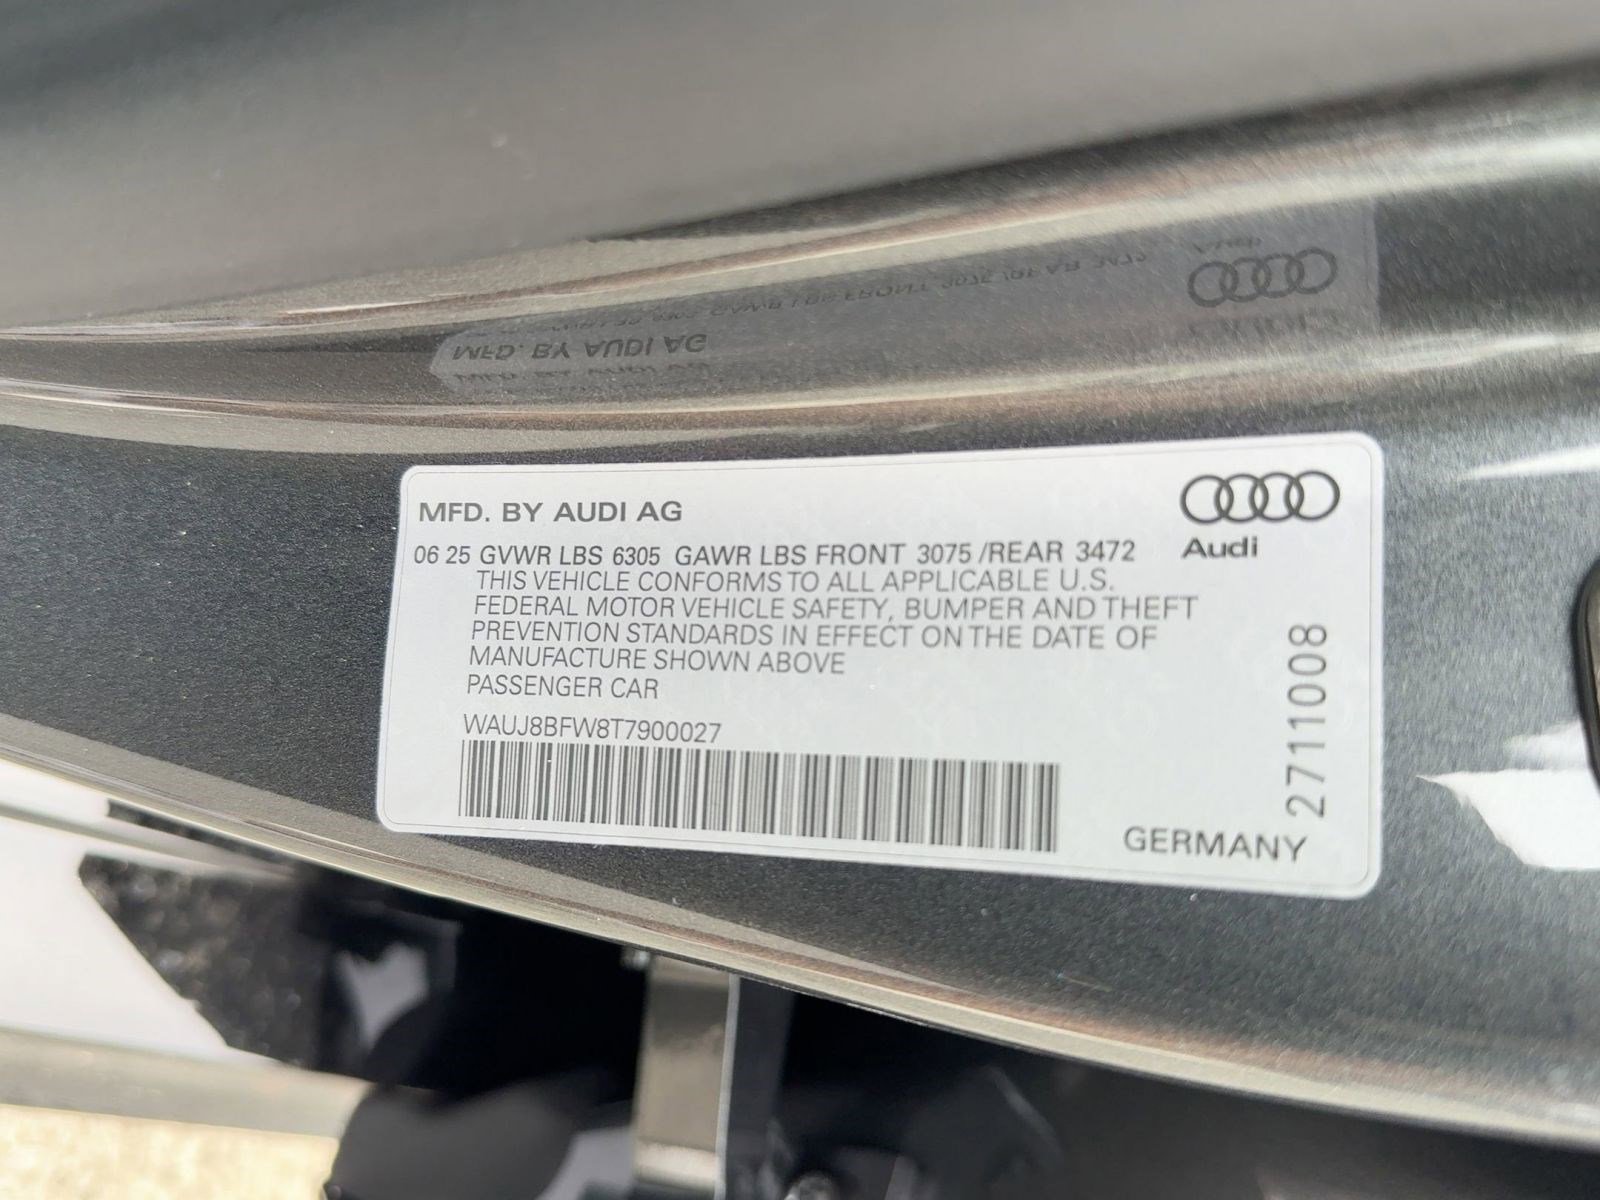 MFD. BY AUDI AG
06 25 GVWR LBS 6305 GAWR LBS FRONT 3075 /REAR 3472
THIS VEHICLE CONFORMS TO ALL APPLICABLE U.S.
FEDERAL MOTOR VEHICLE SAFETY, BUMPER AND THEFT
PREVENTION STANDARDS IN EFFECT ON THE DATE OF
MANUFACTURE SHOWN ABOVE
PASSENGER CAR
WAUJ8BFW8T7900027
Audi
2711008
GERMANY